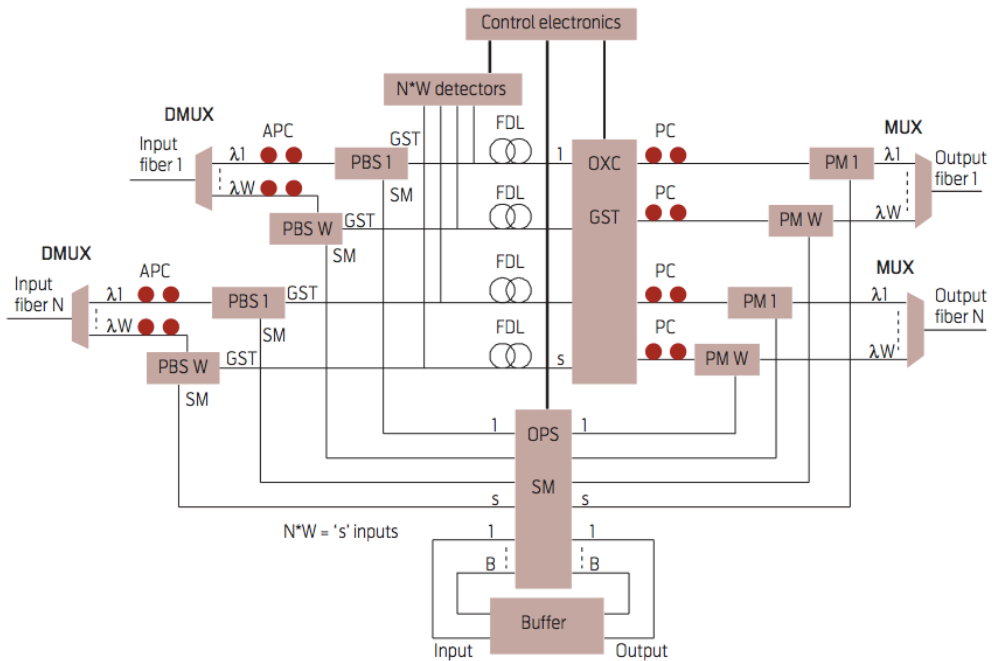 Control electronics
N*W detectors
DMUX
APC
GST
FDL
PC
MUX
Input
fiber 1
λ1
PBS 1
1
OXC
PM 1
λ1
Output
fiber 1
λW
SM
FDL
GST
PC
λW
PBS W
GST
PM W
SM
DMUX
APC
FDL
PC
MUX
Input
fiber N
λ1
PBS 1
GST
PM 1
λ1
Output
fiber N
λW
SM
FDL
PC
λW
PBS W
GST
s
PM W
SM
1
OPS
1
SM
s
s
N*W = ‘s’ inputs
1
1
B
B
Buffer
Input
Output